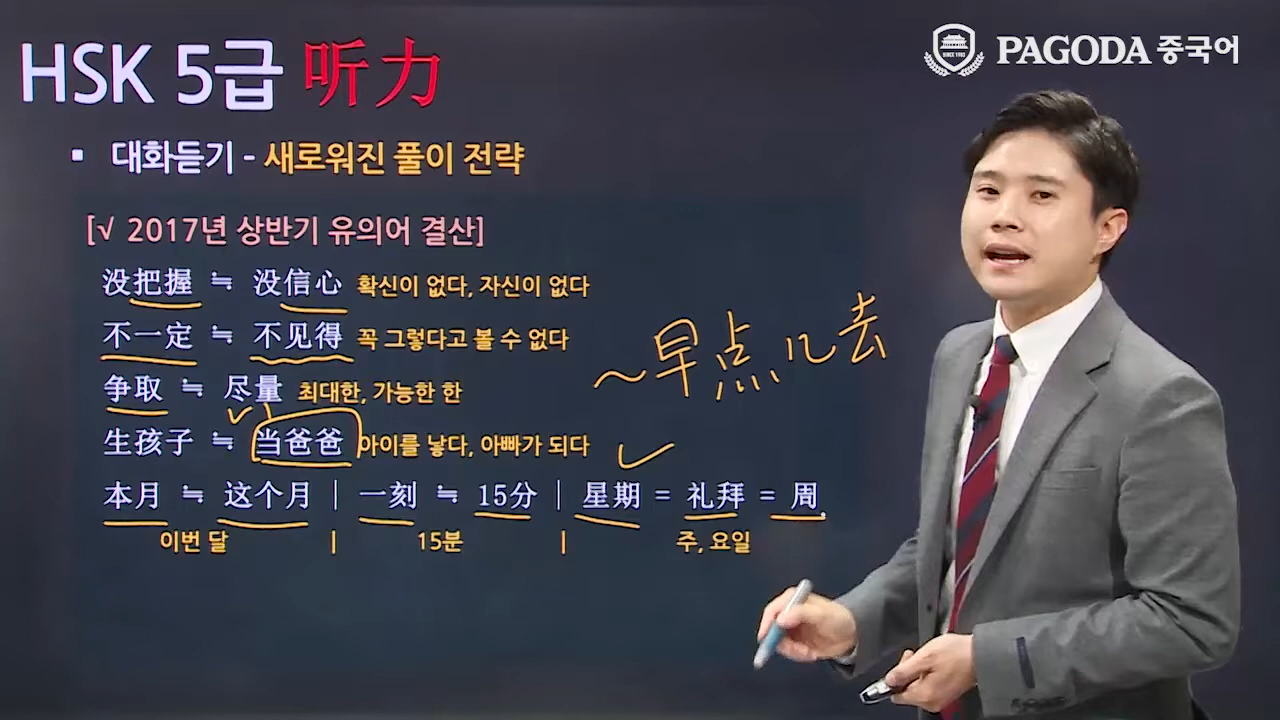 HSK 5급 听力
SINCE 1993
PAGODA 중국어
▪ 대화듣기 - 새로워진 풀이 전략
[√ 2017년 상반기 유의어 결산]
没把握 ≒ 没信心 확신이 없다, 자신이 없다
不一定 ≒ 不见得 꼭 그렇다고 볼 수 없다
争取 ≒ 尽量 최대한, 가능한 한
生孩子 ≒ 当爸爸 아이를 낳다, 아빠가 되다
本月 ≒ 这个月 | 一刻 ≒ 15分 | 星期 = 礼拜 = 周
이번 달 | 15분 | 주, 요일
~早点儿去